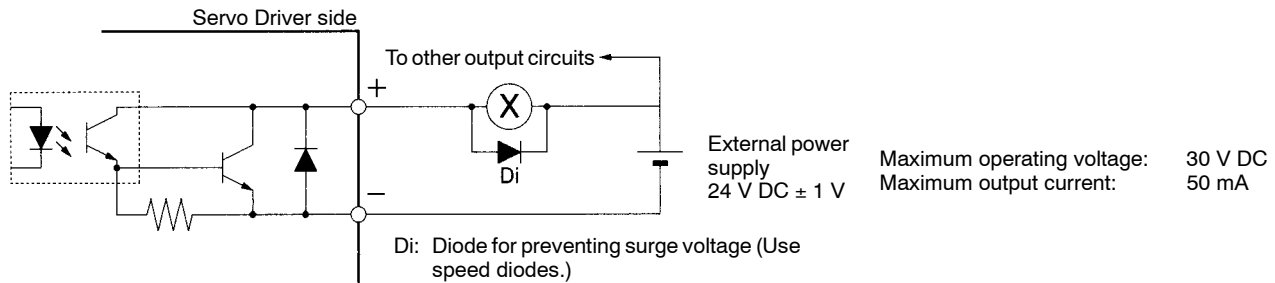 Servo Driver side
To other output circuits
+
X
Di
−
External power
supply
24 V DC ± 1 V
Maximum operating voltage: 30 V DC
Maximum output current: 50 mA
Di: Diode for preventing surge voltage (Use
speed diodes.)